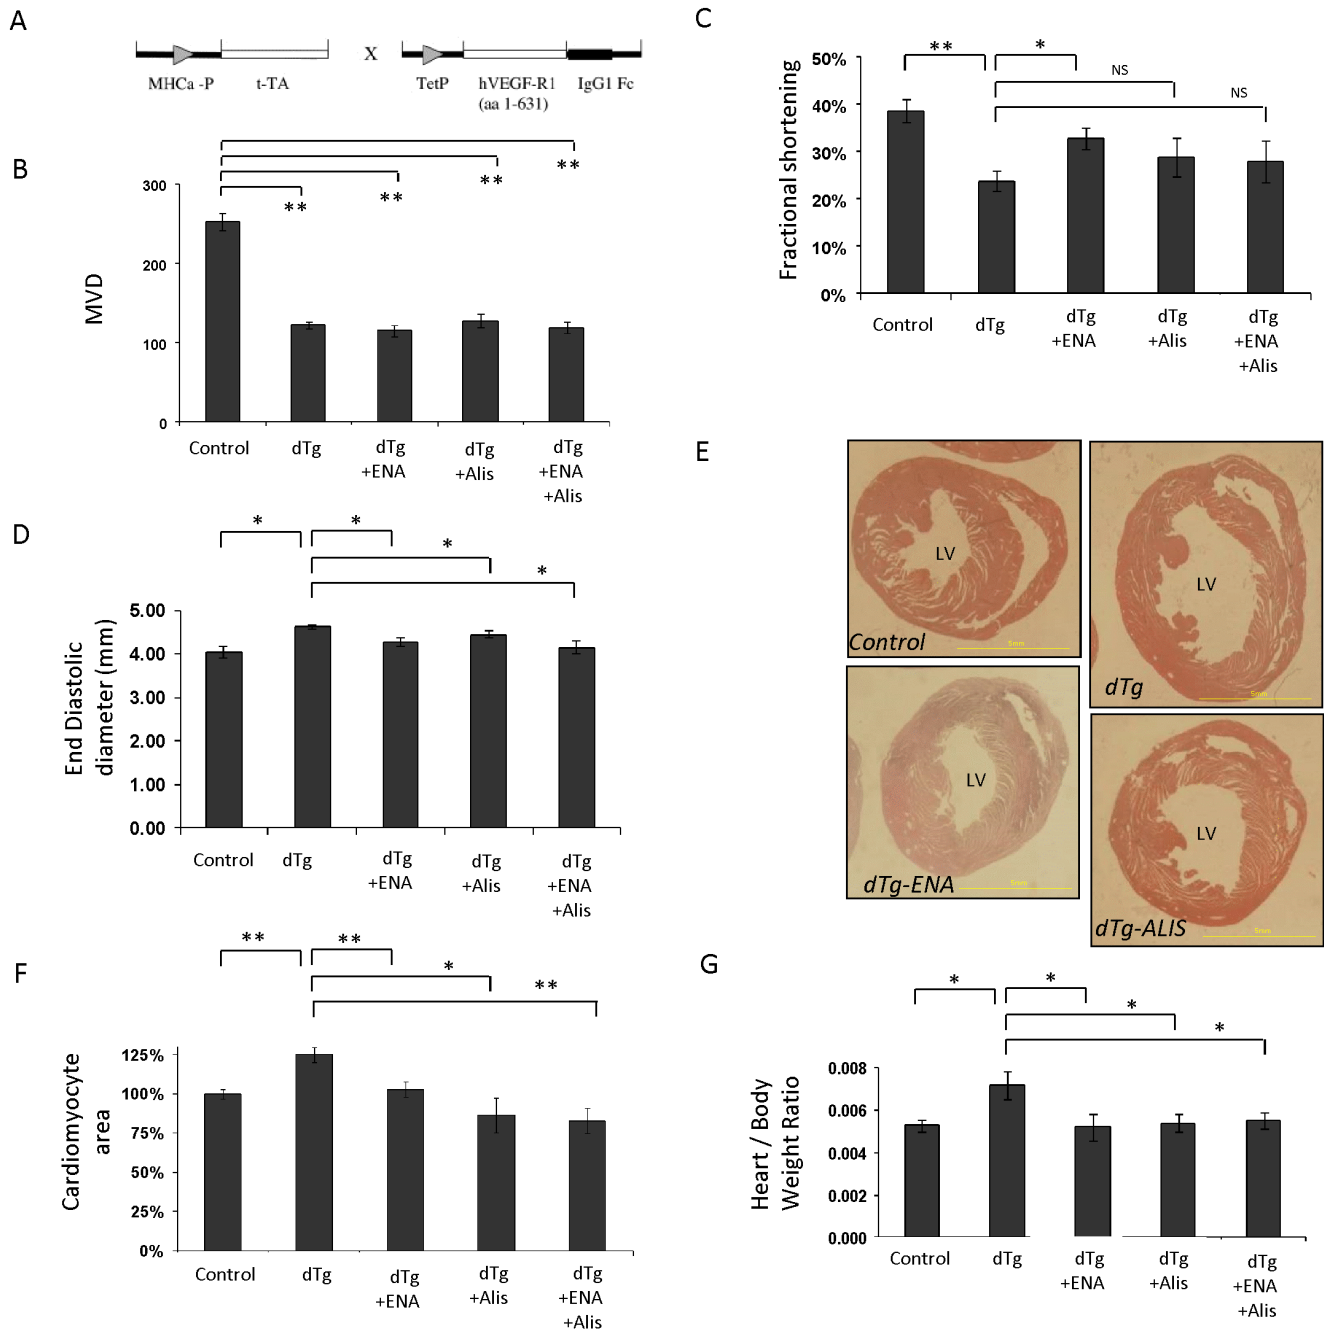 A
MHCa -P
t-TA
X
TetP
hVEGF-R1
(aa 1-631)
IgG1 Fc
B
**
**
**
**
MVD
300
200
100
0
Control
dTg
dTg
+ENA
dTg
+Alis
dTg
+ENA
+Alis
C
**
*
NS
NS
Fractional shortening
50%
40%
30%
20%
10%
0%
Control
dTg
dTg
+ENA
dTg
+Alis
dTg
+ENA
+Alis
D
*
*
*
*
End Diastolic
diameter (mm)
5.00
4.00
3.00
2.00
1.00
0.00
Control
dTg
dTg
+ENA
dTg
+Alis
dTg
+ENA
+Alis
E
LV
Control
5mm
LV
dTg
5mm
LV
dTg-ENA
5mm
LV
dTg-ALIS
5mm
F
**
**
*
**
Cardiomyocyte
area
125%
100%
75%
50%
25%
0%
Control
dTg
dTg
+ENA
dTg
+Alis
dTg
+ENA
+Alis
G
*
*
*
*
Heart / Body
Weight Ratio
0.008
0.006
0.004
0.002
0.000
Control
dTg
dTg
+ENA
dTg
+Alis
dTg
+ENA
+Alis